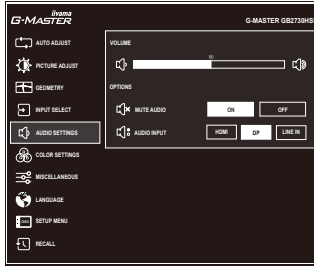 iiyama
G-MASTER
G-MASTER GB2730HS
AUTO ADJUST
PICTURE ADJUST
GEOMETRY
INPUT SELECT
AUDIO SETTINGS
COLOR SETTINGS
MISCELLANEOUS
LANGUAGE
OSD
SETUP MENU
RECALL
VOLUME
50
OPTIONS
MUTE AUDIO
ON
OFF
AUDIO INPUT
HDMI
DP
LINE IN